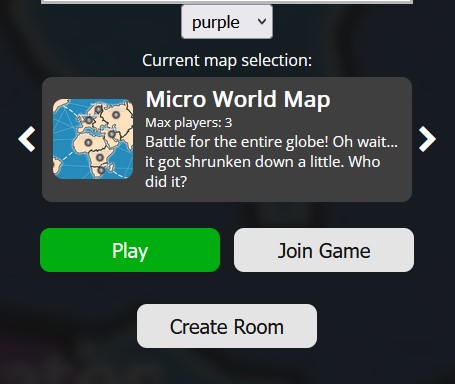 purple
Current map selection:
Micro World Map
Max players: 3
Battle for the entire globe! Oh wait...
it got shrunken down a little. Who
did it?
Play
Join Game
Create Room